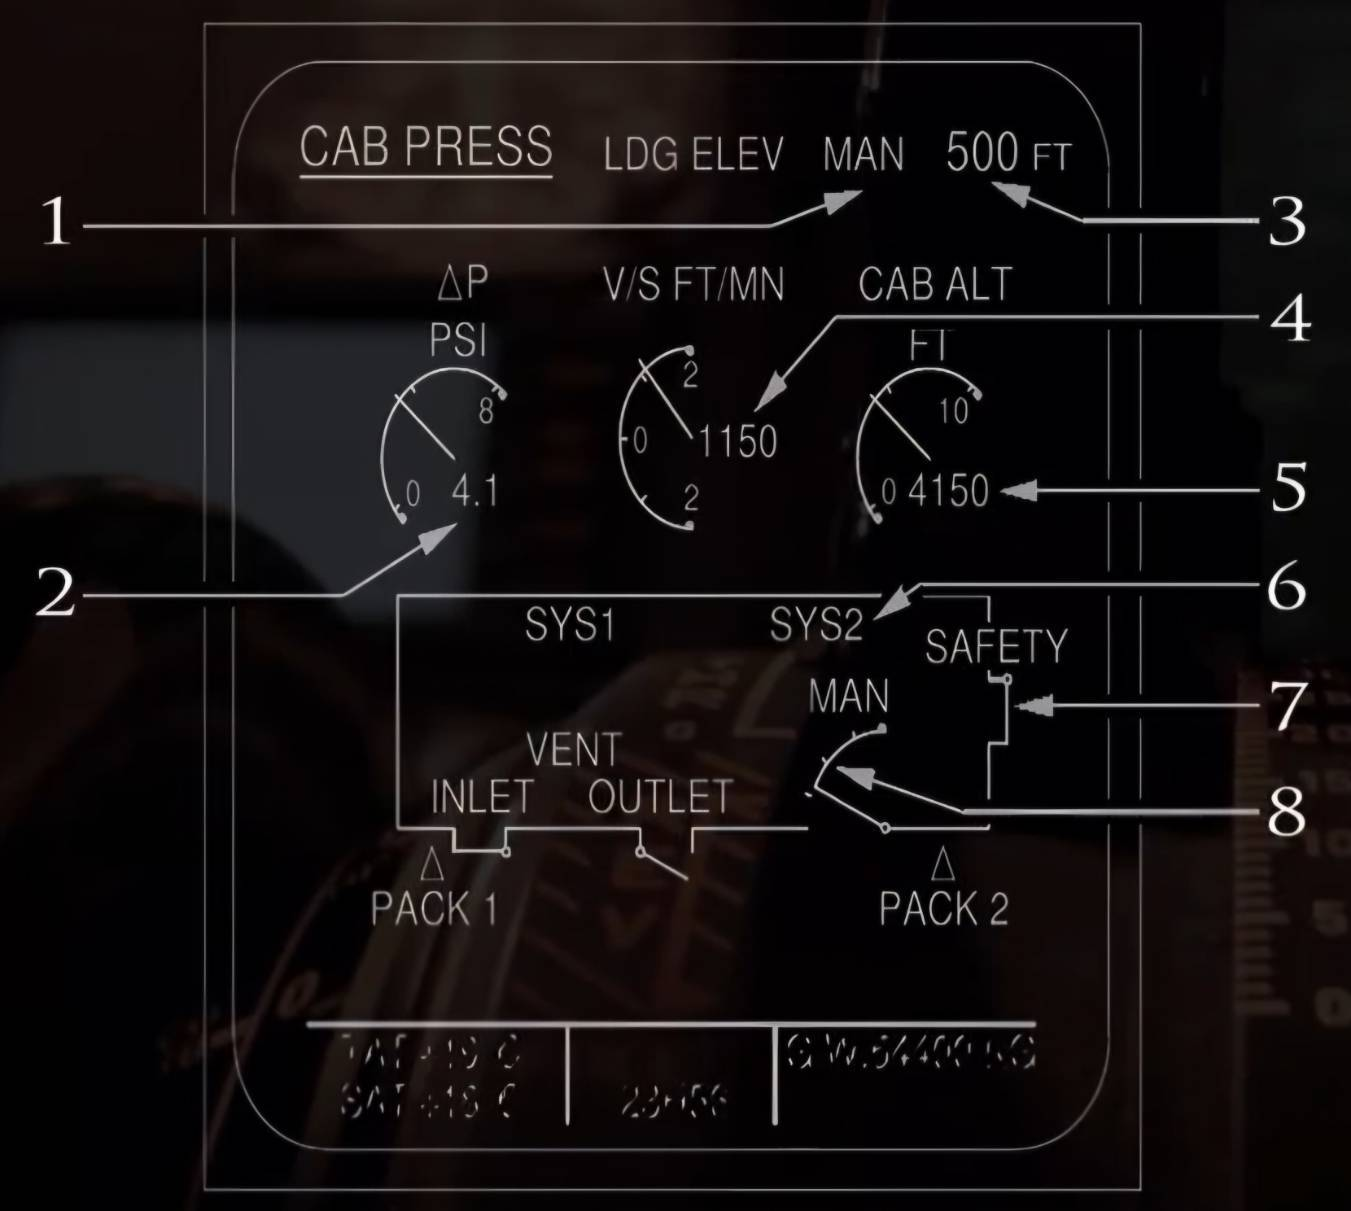 CAB PRESS LDG ELEV MAN 500 FT
1
3
ΔP V/S FT/MN CAB ALT
PSI FT
4
8 2 10
0 1150
0 4.1 2 0 4150
5
2
6
SYS1 SYS2
SAFETY
MAN
7
VENT
INLET OUTLET
8
Δ Δ
PACK 1 PACK 2